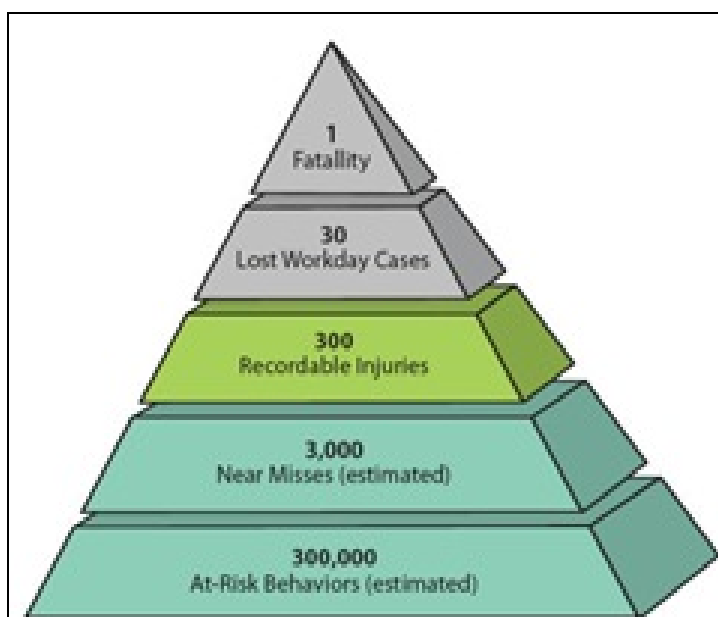 1
Fatallity
30
Lost Workday Cases
300
Recordable Injuries
3,000
Near Misses (estimated)
300,000
At-Risk Behaviors (estimated)